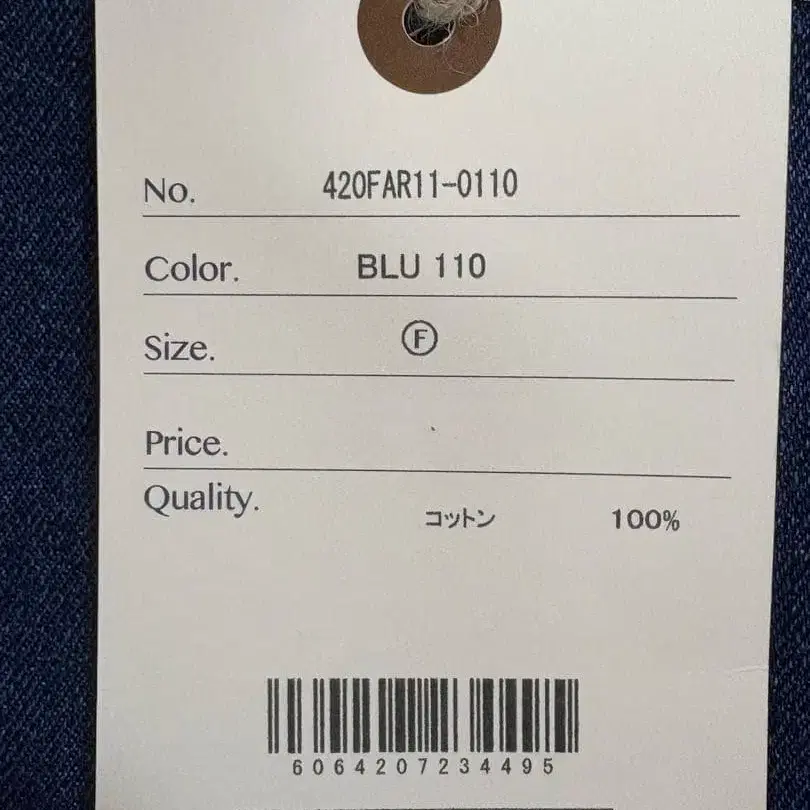 No. 420FAR11-0110
Color. BLU 110
Size. Ⓕ
Price.
Quality.
コットン 100%
6064207234495